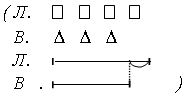 ( Л. □ □ □ □
В. Δ Δ Δ
Л.
В . )